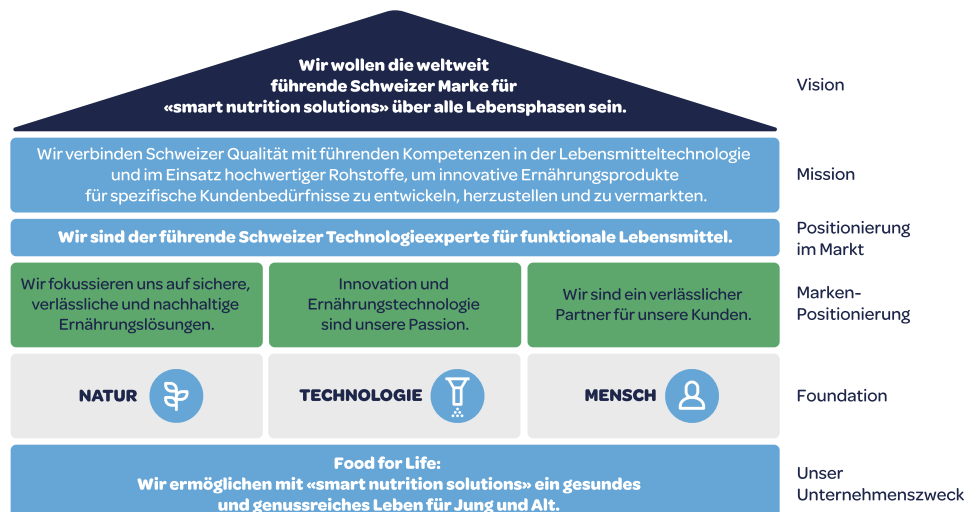 Wir wollen die weltweit
führende Schweizer Marke für
«smart nutrition solutions» über alle Lebensphasen sein.
Vision
Wir verbinden Schweizer Qualität mit führenden Kompetenzen in der Lebensmitteltechnologie
und im Einsatz hochwertiger Rohstoffe, um innovative Ernährungsprodukte
für spezifische Kundenbedürfnisse zu entwickeln, herzustellen und zu vermarkten.
Mission
Wir sind der führende Schweizer Technologieexperte für funktionale Lebensmittel.
Positionierung
im Markt
Wir fokussieren uns auf sichere,
verlässliche und nachhaltige
Ernährungslösungen.
Innovation und
Ernährungstechnologie
sind unsere Passion.
Wir sind ein verlässlicher
Partner für unsere Kunden.
Marken-
Positionierung
NATUR
TECHNOLOGIE
MENSCH
Foundation
Food for Life:
Wir ermöglichen mit «smart nutrition solutions» ein gesundes
und genussreiches Leben für Jung und Alt.
Unser
Unternehmenszweck